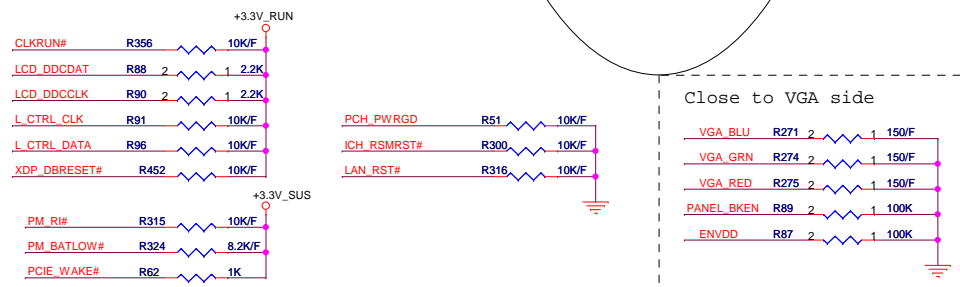 +3.3V_RUN
CLKRUN# R356 10K/F
LCD_DDCDAT R88 2 1 2.2K
LCD_DDCCLK R90 2 1 2.2K
L_CTRL_CLK R91 10K/F
L_CTRL_DATA R96 10K/F
XDP_DBRESET# R452 10K/F
+3.3V_SUS
PM_RI# R315 10K/F
PM_BATLOW# R324 8.2K/F
PCIE_WAKE# R62 1K
PCH_PWRGD R51 10K/F
ICH_RSMRST# R300 10K/F
LAN_RST# R316 10K/F
Close to VGA side
VGA_BLU R271 2 1 150/F
VGA_GRN R274 2 1 150/F
VGA_RED R275 2 1 150/F
PANEL_BKEN R89 2 1 100K
ENVDD R87 2 1 100K